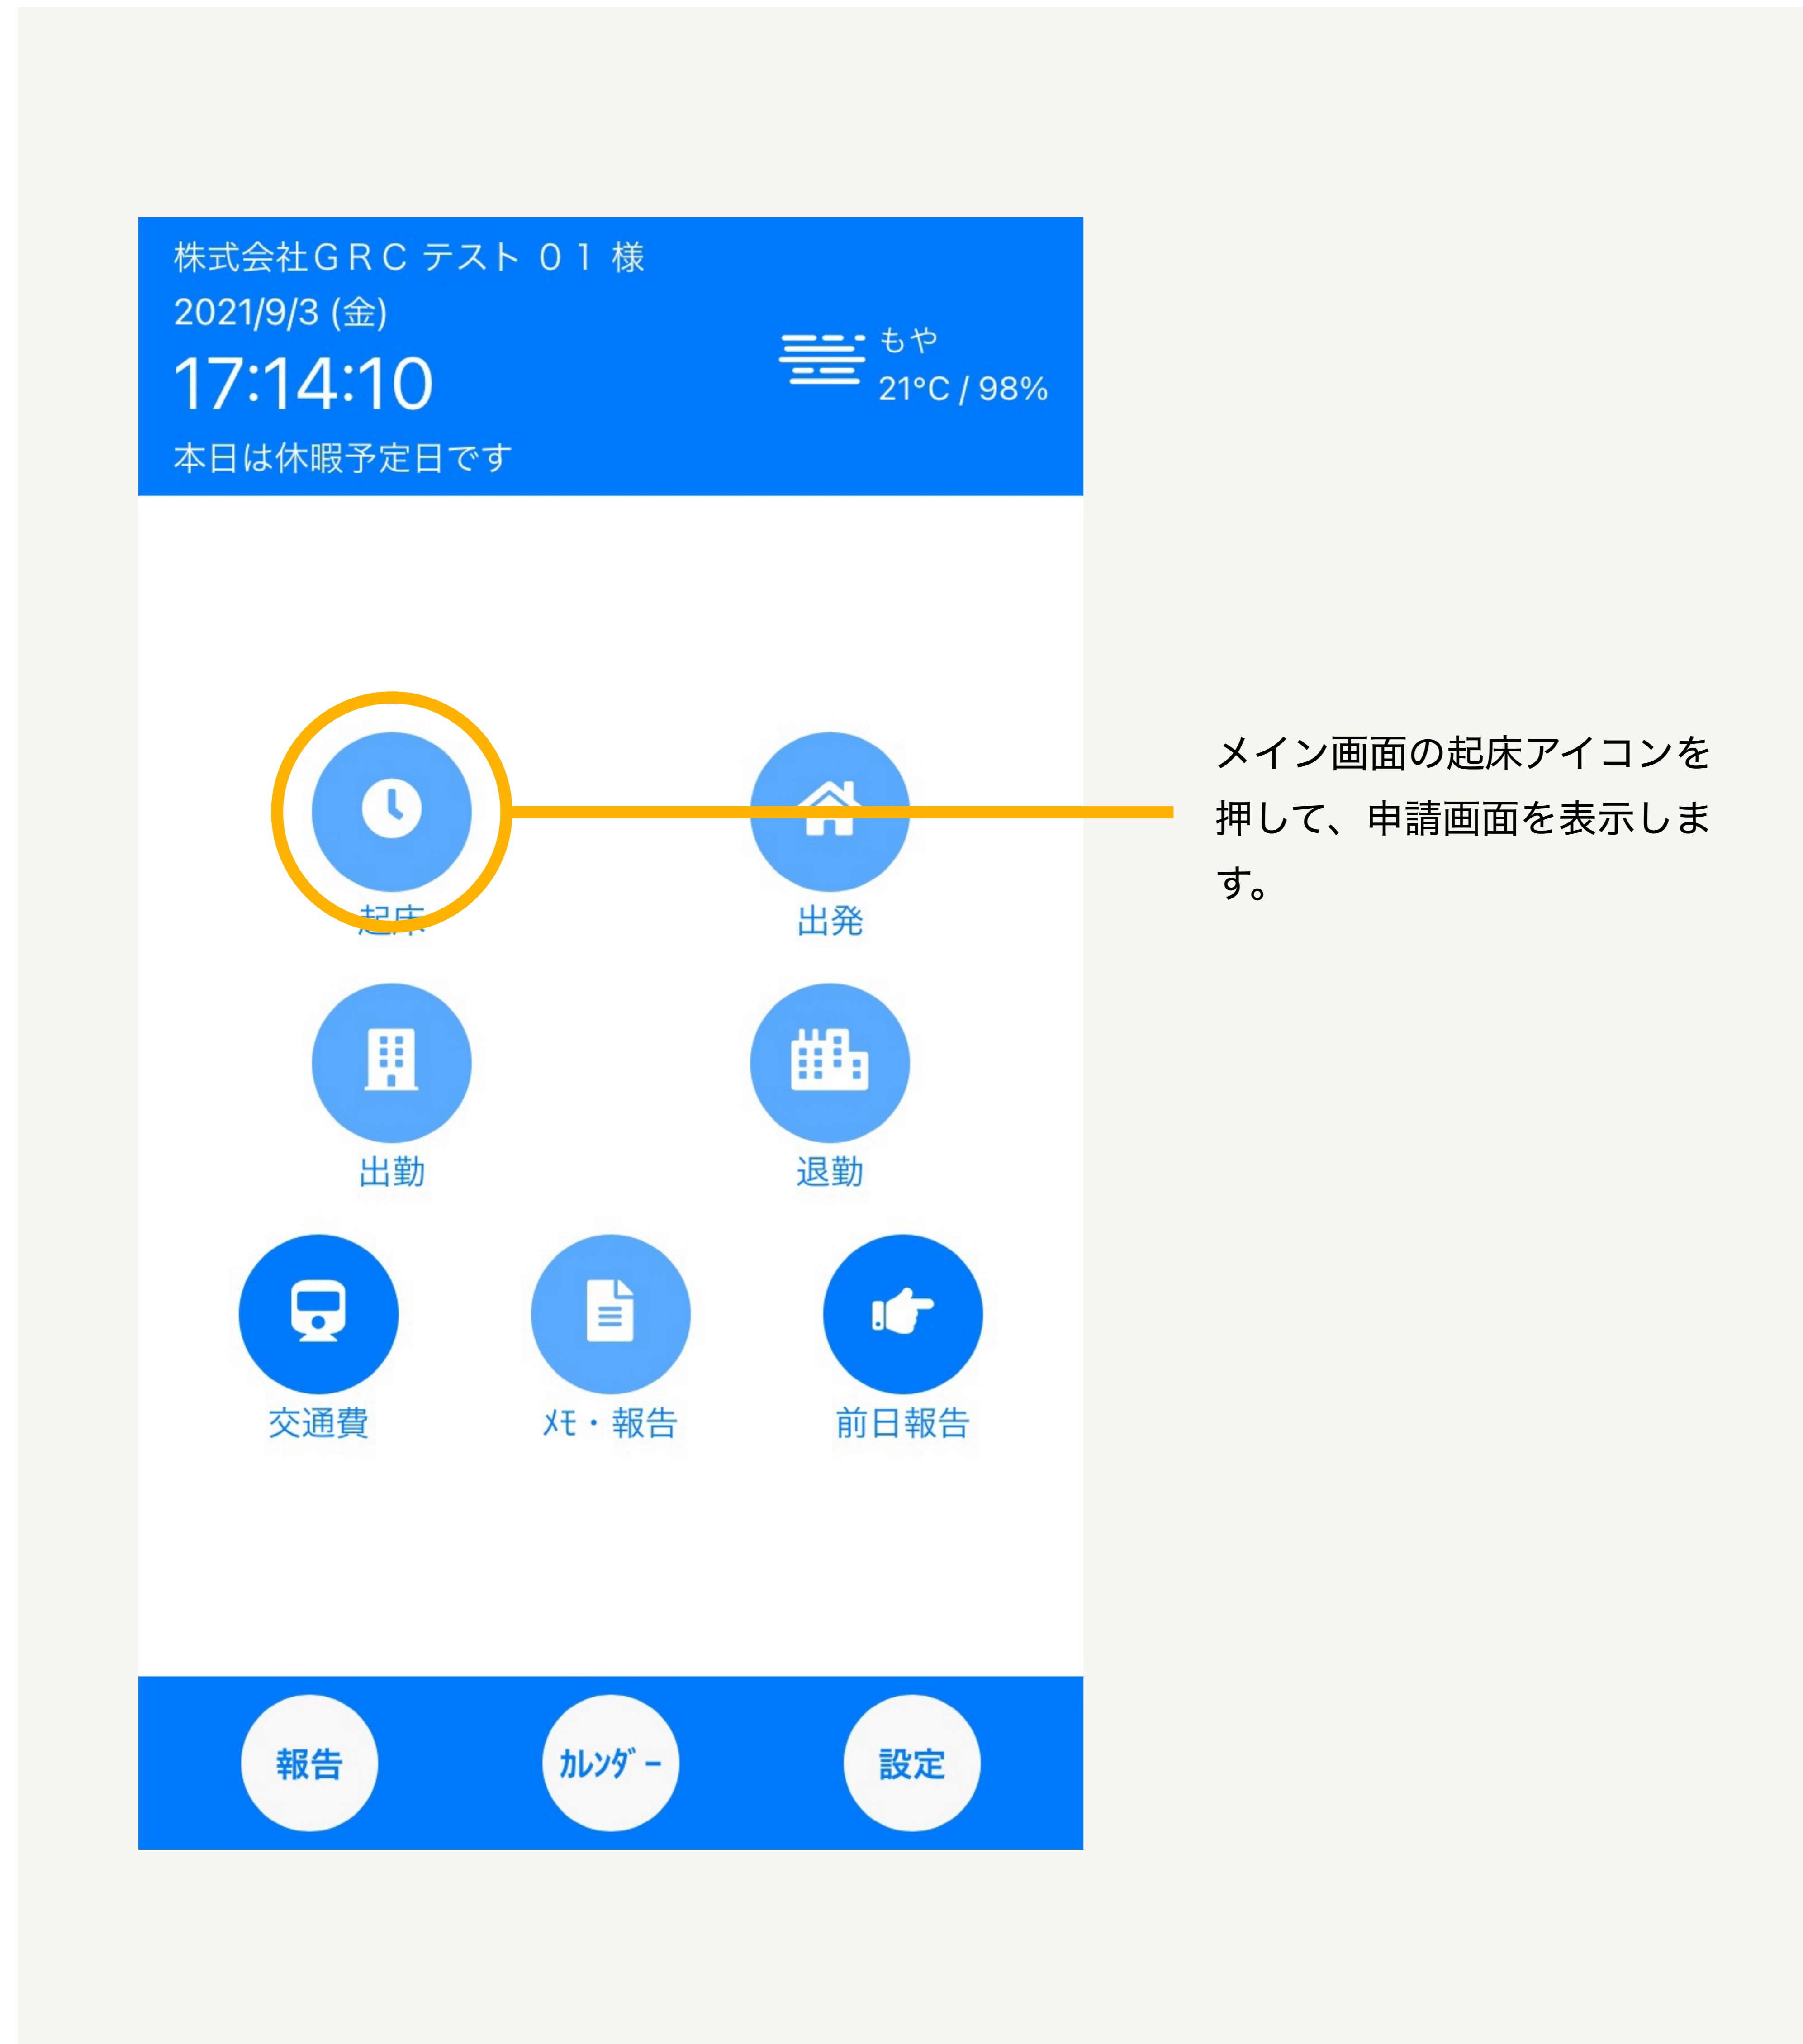 株式会社ＧＲＣ テスト ０１ 様
2021/9/3 (金)
17:14:10
本日は休暇予定日です
もや
21°C / 98%
起床
出発
メイン画面の起床アイコンを
押して、申請画面を表示しま
す。
出勤
退勤
交通費
ﾒﾓ・報告
前日報告
報告
ｶﾚﾝﾀﾞｰ
設定